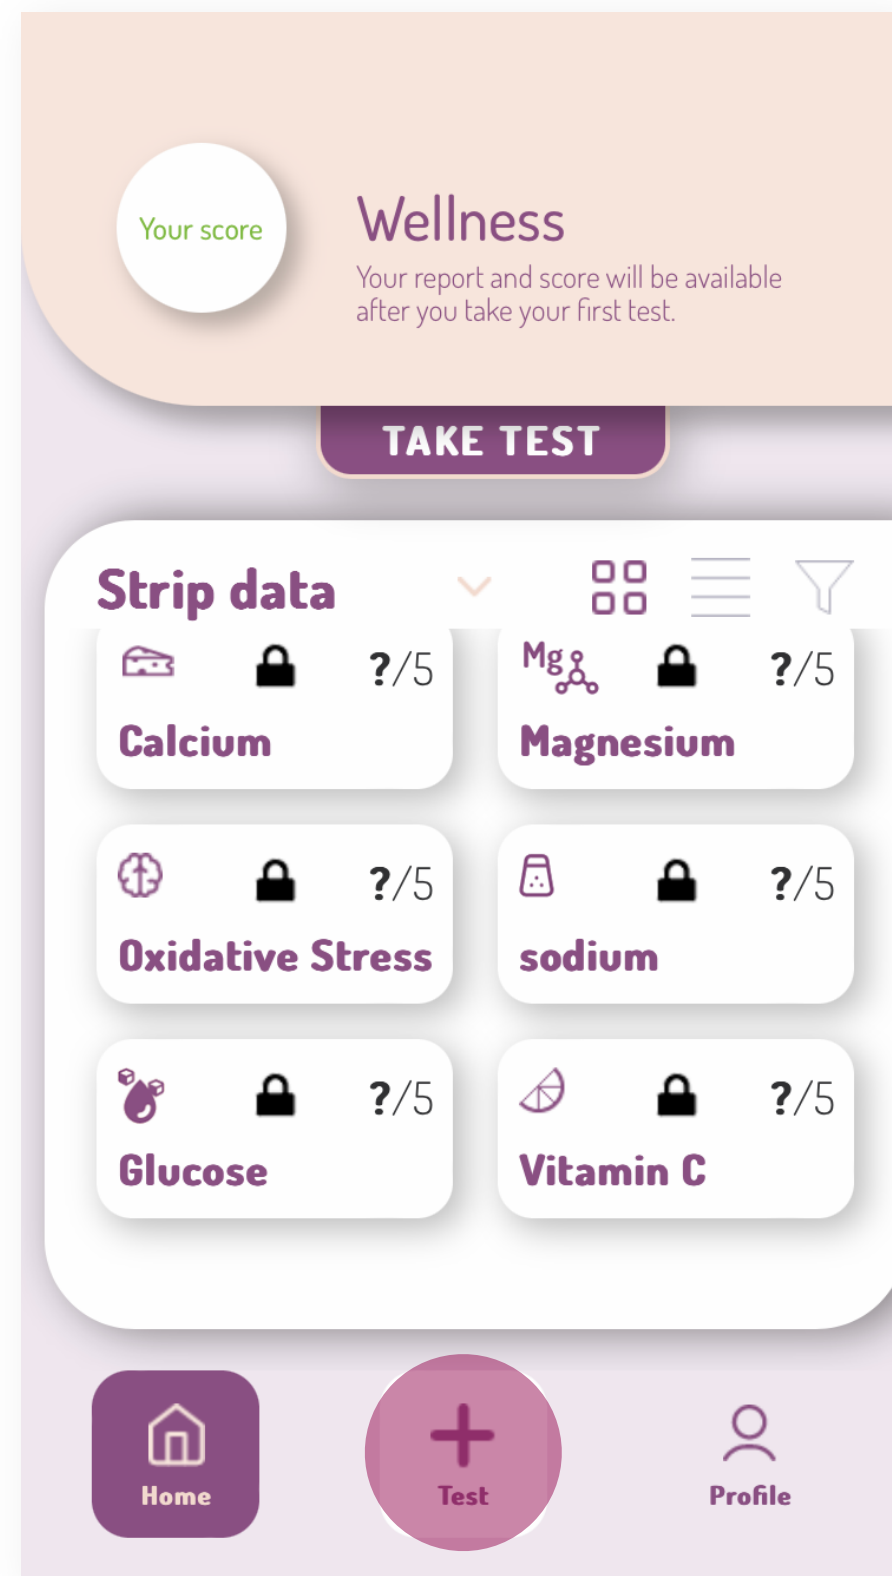 Your score
Wellness
Your report and score will be available
after you take your first test.
TAKE TEST
Strip data
?/5
Calcium
Mg
?/5
Magnesium
?/5
Oxidative Stress
?/5
sodium
?/5
Glucose
?/5
Vitamin C
Home
Test
Profile